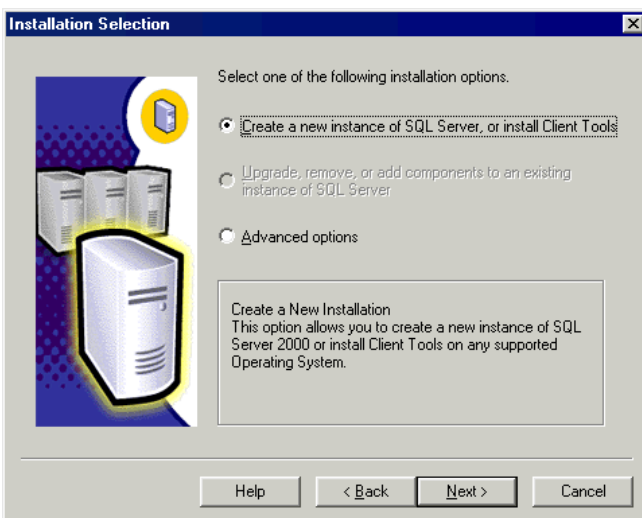 Installation Selection
Select one of the following installation options.
Create a new instance of SQL Server, or install Client Tools
Upgrade, remove, or add components to an existing
instance of SQL Server
Advanced options
Create a New Installation
This option allows you to create a new instance of SQL
Server 2000 or install Client Tools on any supported
Operating System.
Help
< Back
Next >
Cancel